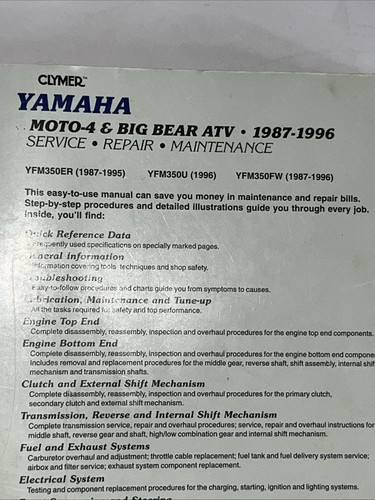 CLYMER™
YAMAHA
MOTO-4 & BIG BEAR ATV • 1987-1996
SERVICE • REPAIR • MAINTENANCE
YFM350ER (1987-1995) YFM350U (1996) YFM350FW (1987-1996)
This easy-to-use manual can save you money in maintenance and repair bills.
Step-by-step procedures and detailed illustrations guide you through every job.
Inside, you'll find:
Quick Reference Data
Frequently used specifications on specially marked pages.
General Information
Information covering tools, techniques and shop safety.
Troubleshooting
Easy-to-follow procedures and charts guide you from symptoms to causes.
Lubrication, Maintenance and Tune-up
All the tasks required for safety and top performance.
Engine Top End
Complete disassembly, reassembly, inspection and overhaul procedures for the engine top end components.
Engine Bottom End
Complete disassembly, reassembly, inspection and overhaul procedures for the engine bottom end
Includes removal and replacement procedures for the middle gear, reverse shaft, shift assembly, internal
mechanism and transmission shafts.
Clutch and External Shift Mechanism
Complete disassembly, reassembly, inspection and overhaul procedures for the primary clutch,
secondary clutch and external shift mechanism.
Transmission, Reverse and Internal Shift Mechanism
Complete transmission service, repair and overhaul procedures; service, repair and overhaul instructions for
middle shaft, reverse gear and shaft, high/low combination gear and internal shift mechanism.
Fuel and Exhaust Systems
Carburetor overhaul and adjustment; throttle cable replacement; fuel tank and fuel delivery system service;
airbox and filter service; exhaust system component replacement.
Electrical System
Testing and component replacement procedures for the charging, starting, ignition and lighting systems.